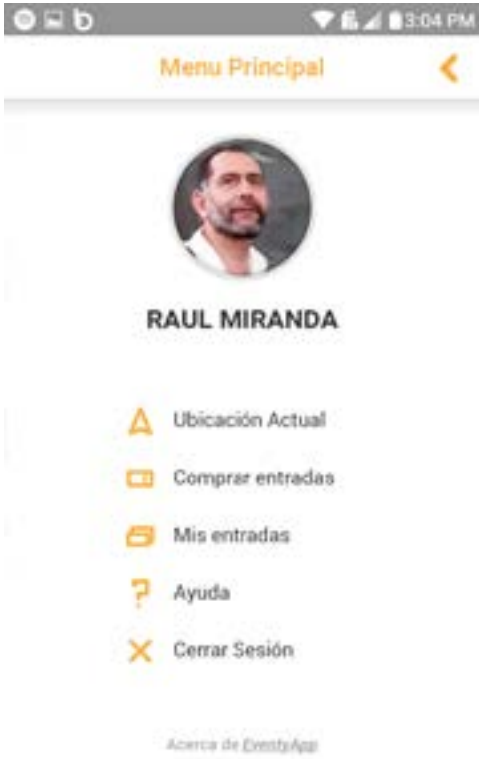 3:04 PM
Menu Principal
RAUL MIRANDA
Ubicación Actual
Comprar entradas
Mis entradas
Ayuda
Cerrar Sesión
Acerca de EventyApp